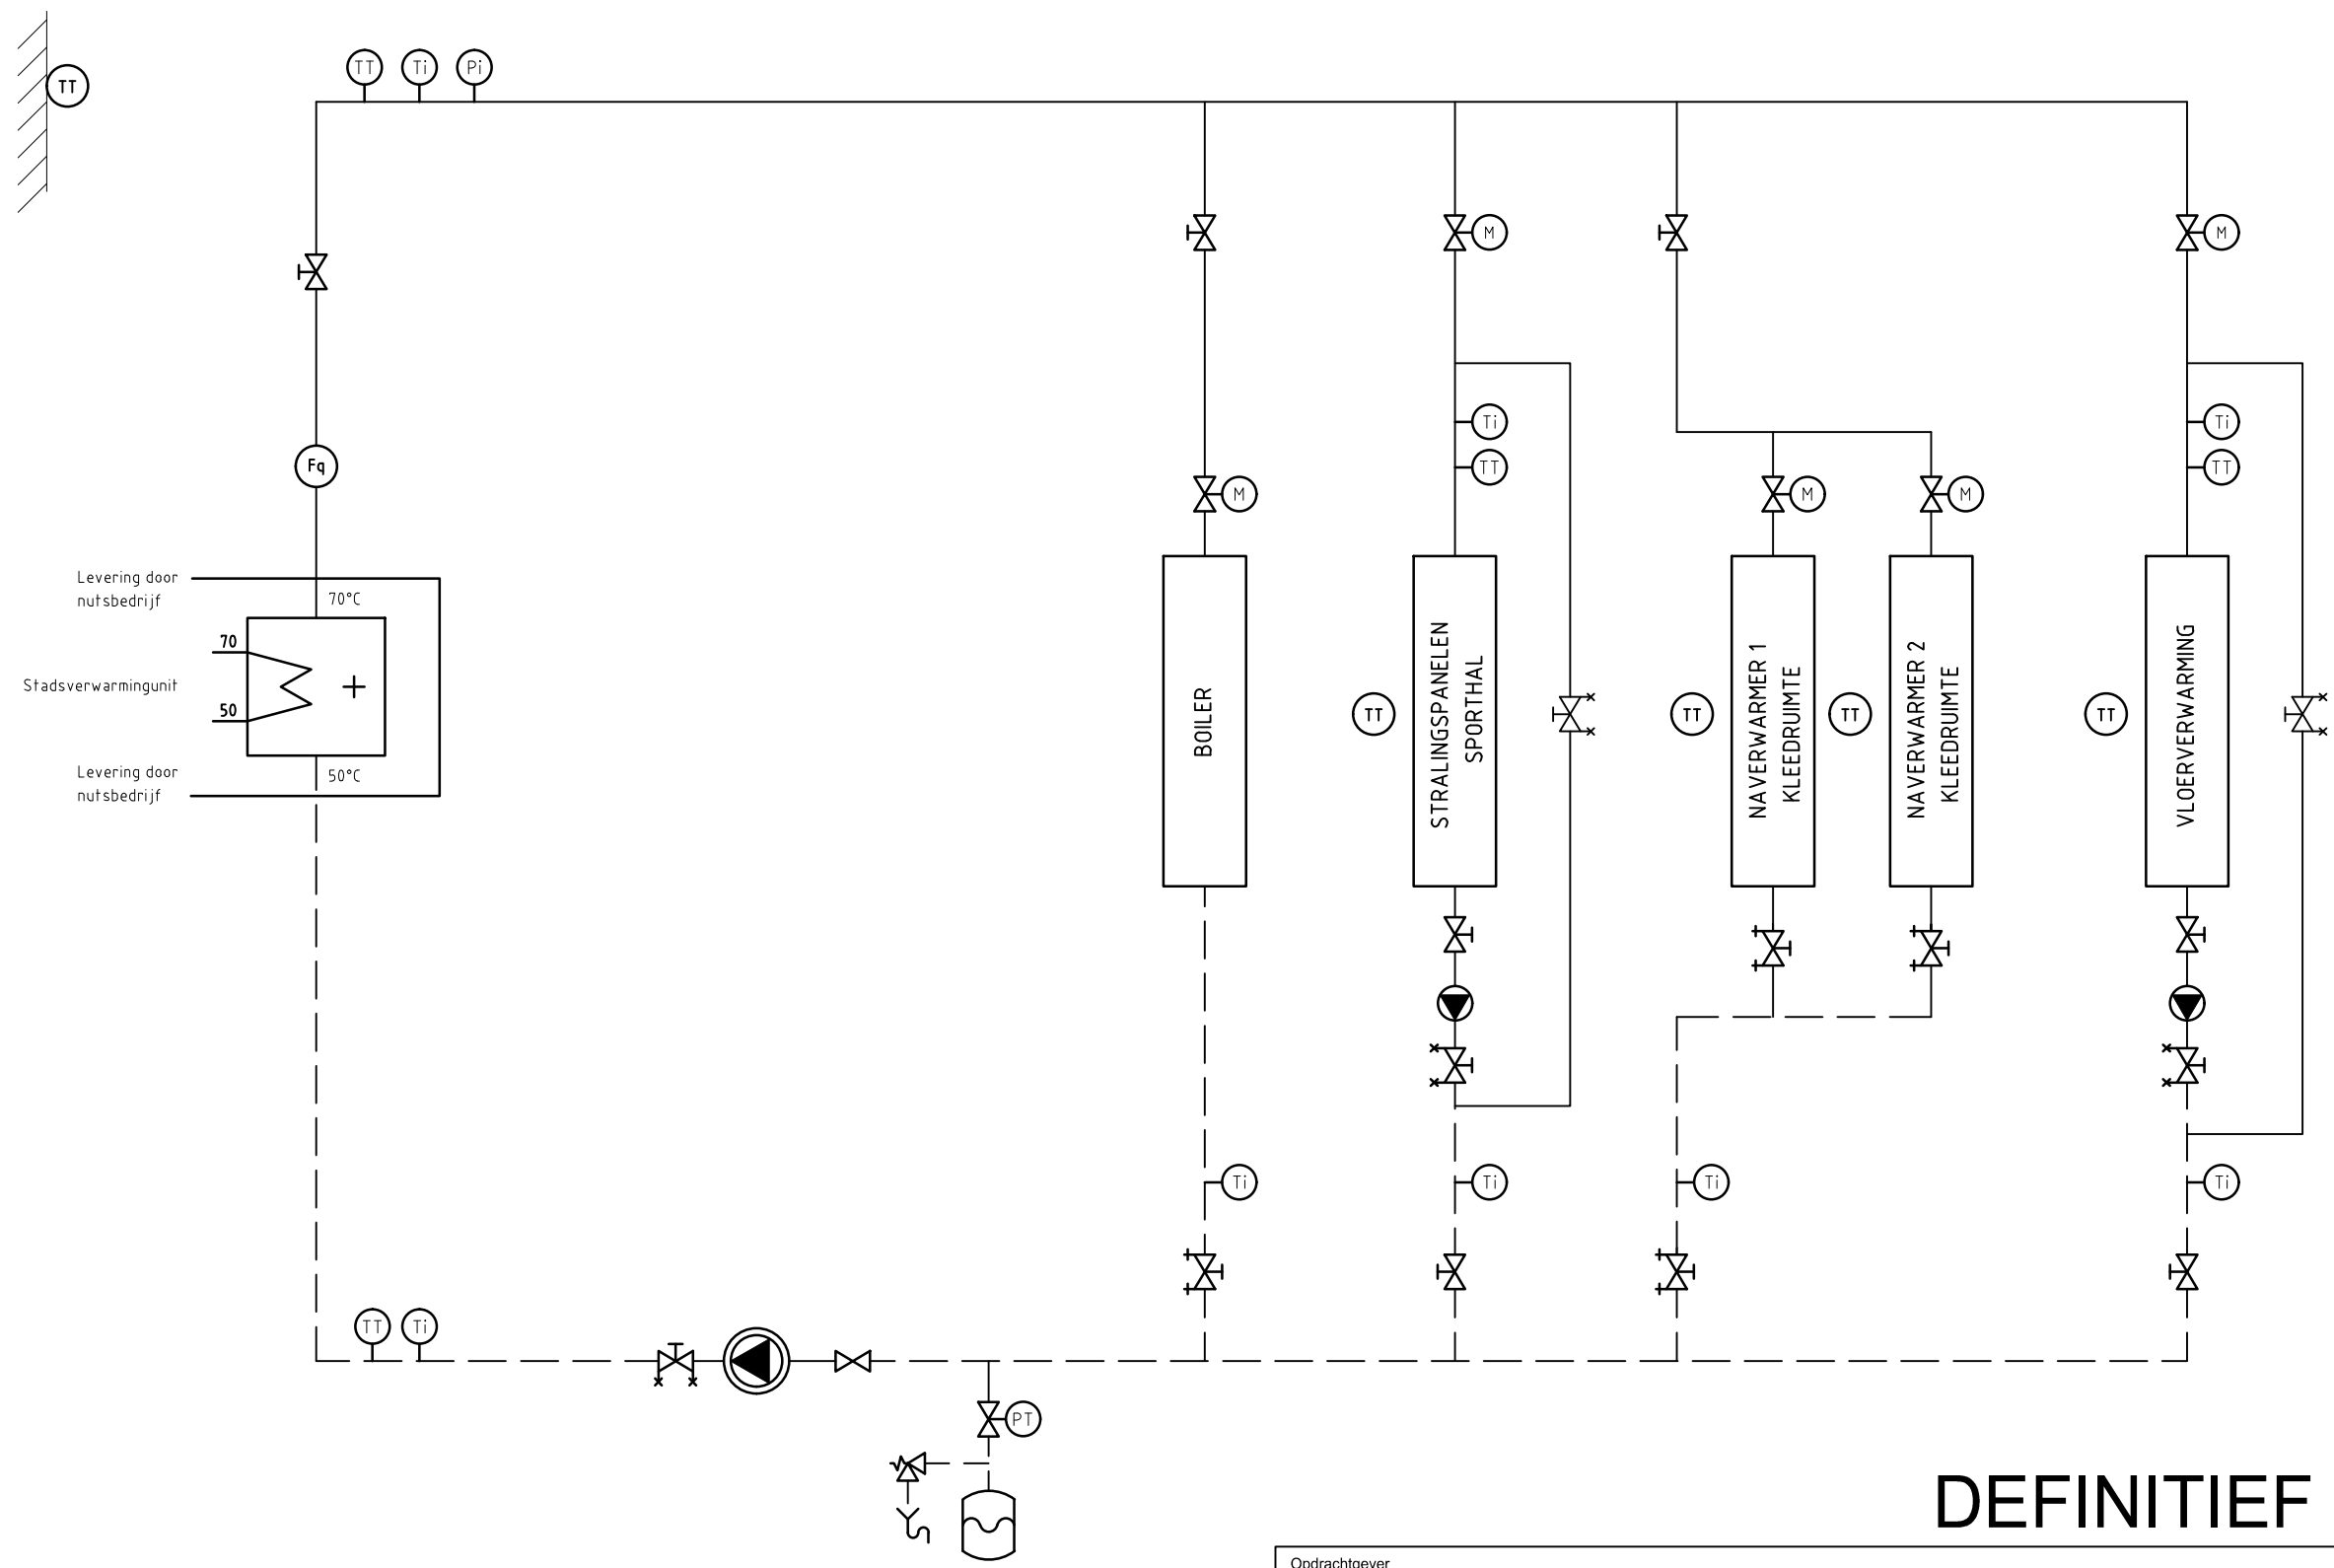 TT
TT
Ti
Pi
M
M
Ti
TT
Ti
TT
Fq
M
M
M
Levering door
nutsbedrijf
70°C
70
Stadsverwarmingunit
50
Levering door
nutsbedrijf
50°C
BOILER
TT
STRALINGSPANELEN
SPORTHAL
TT
NAVERWARMER 1
KLEEDRUIMTE
TT
NAVERWARMER 2
KLEEDRUIMTE
TT
VLOERVERWARMING
Ti
Ti
Ti
Ti
TT
Ti
PT
DEFINITIEF
Opdrachtgever